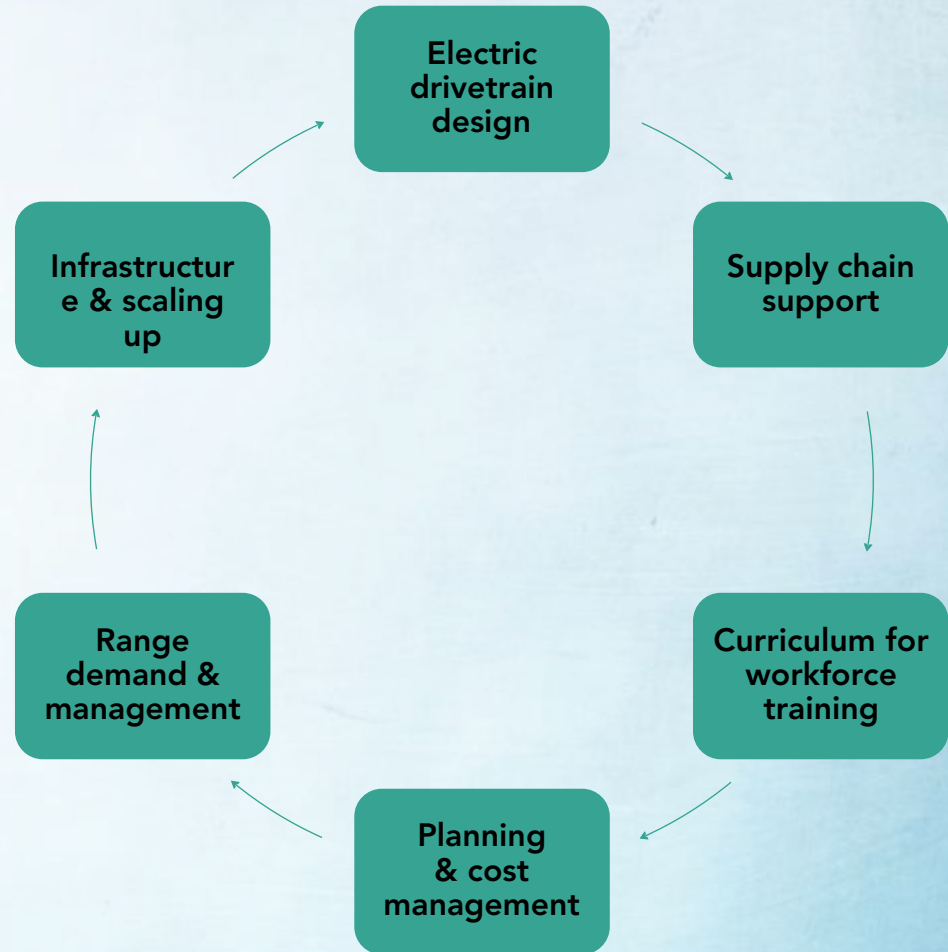 Electric
drivetrain
design
Supply chain
support
Curriculum for
workforce
training
Planning
& cost
management
Range
demand &
management
Infrastructur
e & scaling
up